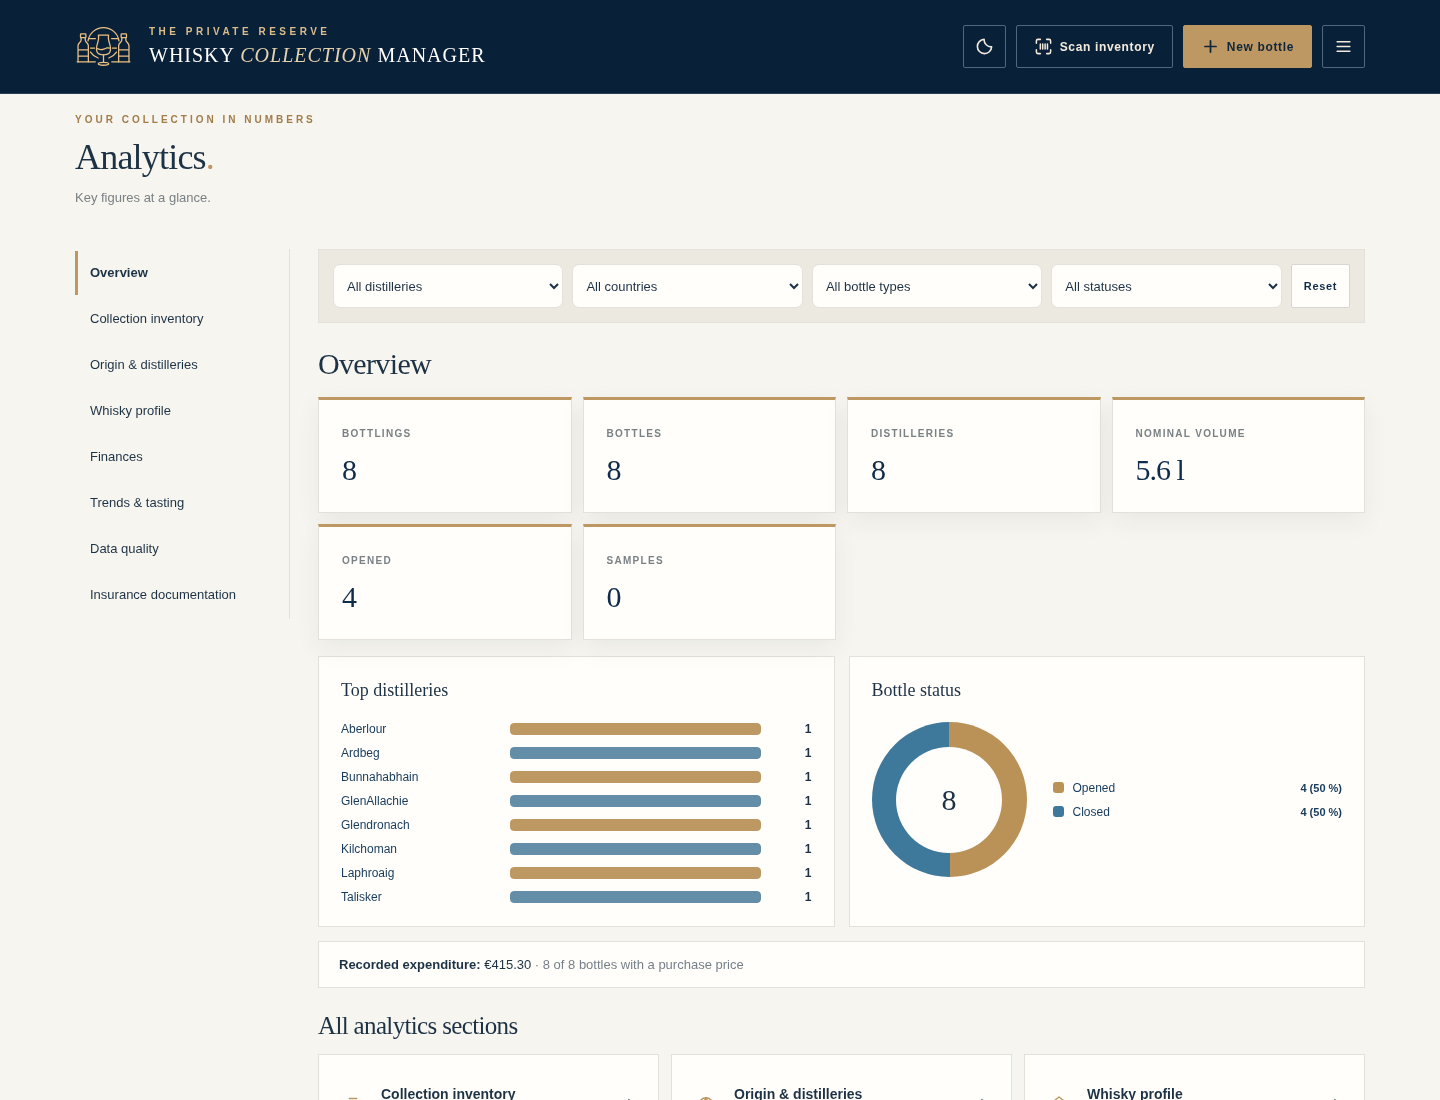 THE PRIVATE RESERVE
WHISKY COLLECTION MANAGER
Scan inventory
New bottle
YOUR COLLECTION IN NUMBERS
Analytics.
Key figures at a glance.
Overview
Collection inventory
Origin & distilleries
Whisky profile
Finances
Trends & tasting
Data quality
Insurance documentation
All distilleries
All countries
All bottle types
All statuses
Reset
Overview
BOTTLINGS
8
BOTTLES
8
DISTILLERIES
8
NOMINAL VOLUME
5.6 l
OPENED
4
SAMPLES
0
Top distilleries
Aberlour 1
Ardbeg 1
Bunnahabhain 1
GlenAllachie 1
Glendronach 1
Kilchoman 1
Laphroaig 1
Talisker 1
Bottle status
8
Opened 4 (50 %)
Closed 4 (50 %)
Recorded expenditure: €415.30 · 8 of 8 bottles with a purchase price
All analytics sections
Collection inventory
Origin & distilleries
Whisky profile